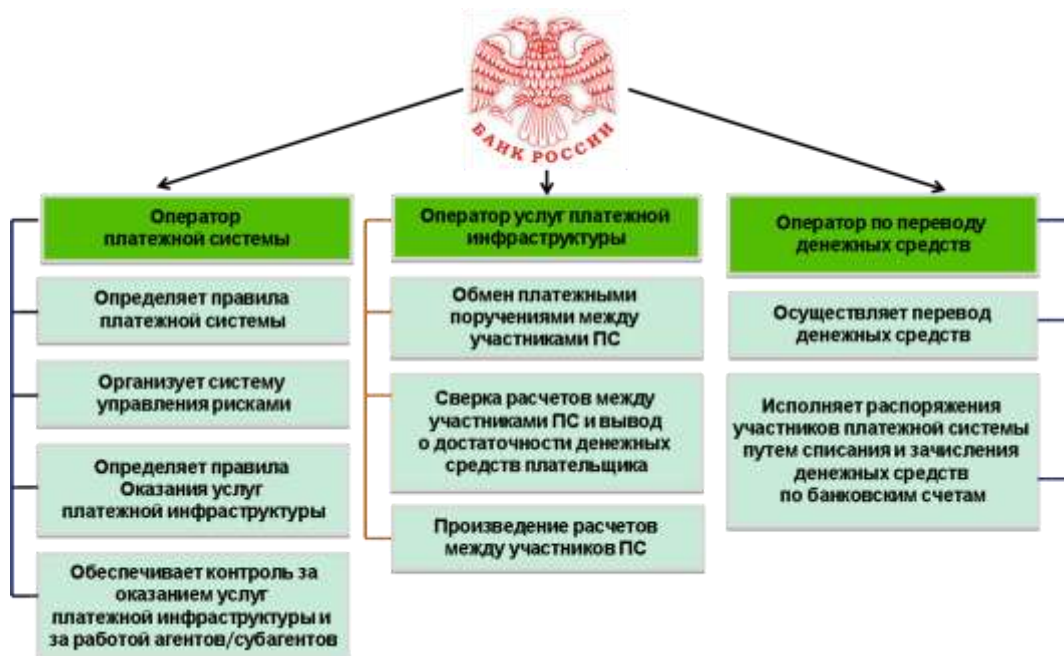 БАНК РОССИИ
Оператор
платежной системы
Определяет правила
платежной системы
Организует систему
управления рисками
Определяет правила
Оказания услуг
платежной инфраструктуры
Обеспечивает контроль за
оказанием услуг
платежной инфраструктуры и
за работой агентов/субагентов
Оператор услуг платежной
инфраструктуры
Обмен платежными
поручениями между
участниками ПС
Сверка расчетов между
участниками ПС и вывод
о достаточности денежных
средств плательщика
Произведение расчетов
между участников ПС
Оператор по переводу
денежных средств
Осуществляет перевод
денежных средств
Исполняет распоряжения
участников платежной системы
путем списания и зачисления
денежных средств
по банковским счетам